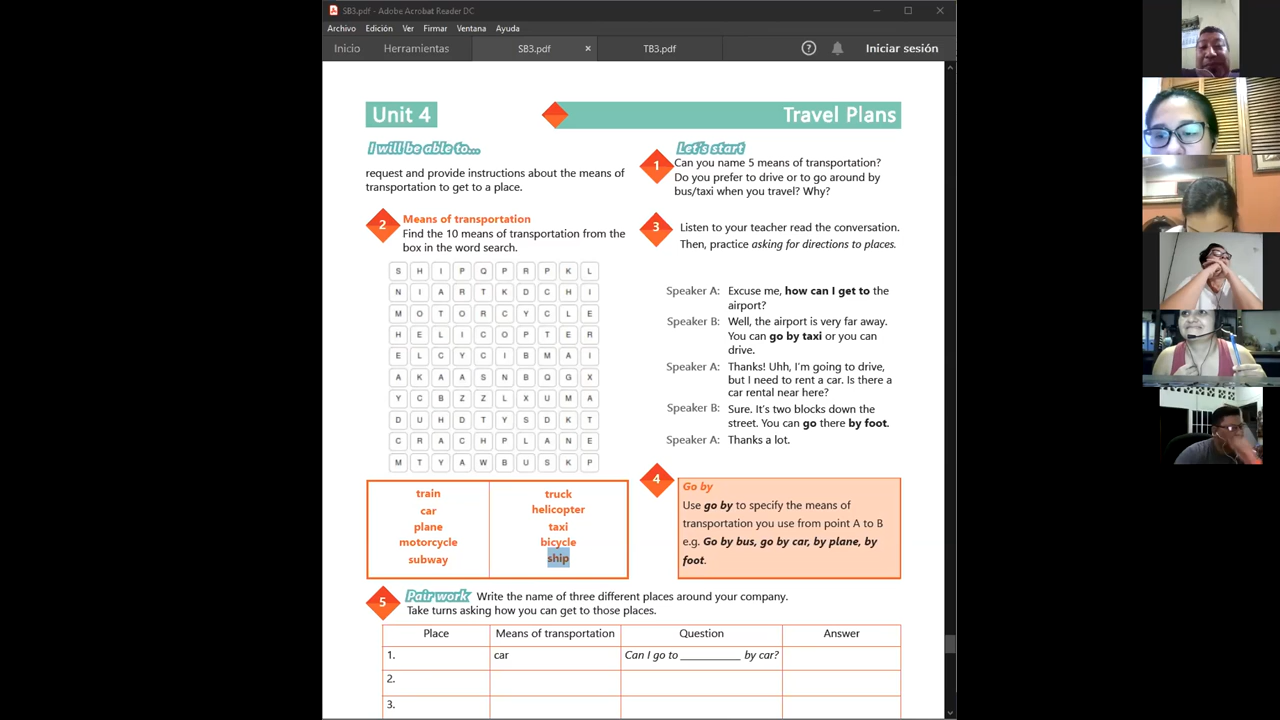 SB3.pdf - Adobe Acrobat Reader DC
Archivo Edición Ver Firmar Ventana Ayuda
Inicio Herramientas SB3.pdf × TB3.pdf ? Iniciar sesión
Unit 4
Travel Plans
I will be able to...
request and provide instructions about the means of
transportation to get to a place.
Let's start
1
Can you name 5 means of transportation?
Do you prefer to drive or to go around by
bus/taxi when you travel? Why?
2
Means of transportation
Find the 10 means of transportation from the
box in the word search.
S H I P Q P R P K L
N I A R T K D C H I
M O T O R C Y C L E
H E L I C O P T E R
E L C Y C I B M A I
A K A A S N B Q G X
Y C B Z Z L X U M A
D U H D T Y S D K T
C R A C H P L A N E
M T Y A W B U S K P
train truck
car helicopter
plane taxi
motorcycle bicycle
subway ship
3
Listen to your teacher read the conversation.
Then, practice asking for directions to places.
Speaker A: Excuse me, how can I get to the
airport?
Speaker B: Well, the airport is very far away.
You can go by taxi or you can
drive.
Speaker A: Thanks! Uhh, I'm going to drive,
but I need to rent a car. Is there a
car rental near here?
Speaker B: Sure. It's two blocks down the
street. You can go there by foot.
Speaker A: Thanks a lot.
4
Go by
Use go by to specify the means of
transportation you use from point A to B
e.g. Go by bus, go by car, by plane, by
foot.
5
Pair work Write the name of three different places around your company.
Take turns asking how you can get to those places.
Place Means of transportation Question Answer
1. car Can I go to ___________ by car?
2.
3.